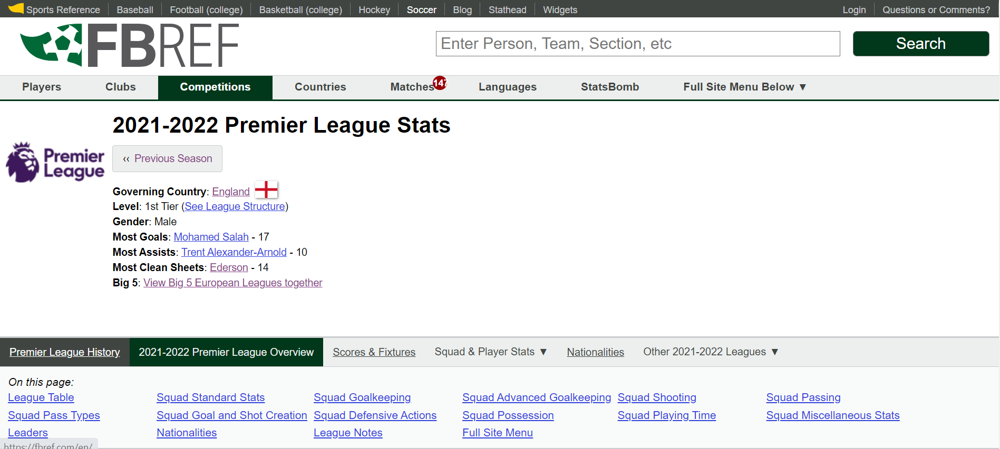 Sports Reference Baseball Football (college) Basketball (college) Hockey Soccer Blog Stathead Widgets Login Questions or Comments?
FBREF Enter Person, Team, Section, etc Search
Players Clubs Competitions Countries Matches 147 Languages StatsBomb Full Site Menu Below ▼
2021-2022 Premier League Stats
Premier League
‹‹ Previous Season
Governing Country: England
Level: 1st Tier (See League Structure)
Gender: Male
Most Goals: Mohamed Salah - 17
Most Assists: Trent Alexander-Arnold - 10
Most Clean Sheets: Ederson - 14
Big 5: View Big 5 European Leagues together
Premier League History 2021-2022 Premier League Overview Scores & Fixtures Squad & Player Stats ▼ Nationalities Other 2021-2022 Leagues ▼
On this page:
League Table Squad Standard Stats Squad Goalkeeping Squad Advanced Goalkeeping Squad Shooting Squad Passing
Squad Pass Types Squad Goal and Shot Creation Squad Defensive Actions Squad Possession Squad Playing Time Squad Miscellaneous Stats
Leaders Nationalities League Notes Full Site Menu
https://fbref.com/en/